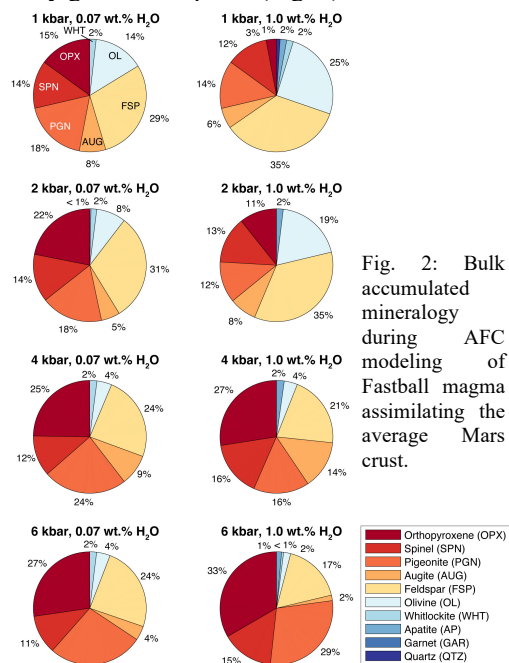 1 kbar, 0.07 wt.% H2O
15%
WHT
2%
14%
OPX
OL
14%
SPN
FSP
29%
PGN
AUG
18%
8%
1 kbar, 1.0 wt.% H2O
3%
1%
2%
12%
25%
14%
6%
35%
2 kbar, 0.07 wt.% H2O
< 1%
2%
8%
22%
31%
14%
18%
5%
2 kbar, 1.0 wt.% H2O
2%
11%
19%
13%
12%
8%
35%
4 kbar, 0.07 wt.% H2O
2%
4%
25%
24%
12%
9%
24%
4 kbar, 1.0 wt.% H2O
2%
4%
27%
21%
16%
14%
16%
6 kbar, 0.07 wt.% H2O
2%
4%
27%
24%
11%
4%
6 kbar, 1.0 wt.% H2O
1%
< 1%
2%
33%
17%
2%
15%
29%
Fig. 2: Bulk
accumulated
mineralogy
during AFC
modeling of
Fastball magma
assimilating the
average Mars
crust.
Orthopyroxene (OPX)
Spinel (SPN)
Pigeonite (PGN)
Augite (AUG)
Feldspar (FSP)
Olivine (OL)
Whitlockite (WHT)
Apatite (AP)
Garnet (GAR)
Quartz (QTZ)